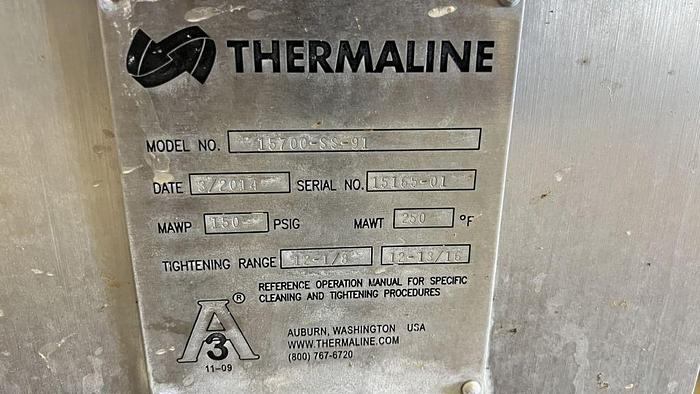 THERMALINE
MODEL NO. 15700-SS-91
DATE 3/2014 SERIAL NO. 15165-01
MAWP 150 PSIG MAWT 250 °F
TIGHTENING RANGE 12-1/8 12-13/16
REFERENCE OPERATION MANUAL FOR SPECIFIC
CLEANING AND TIGHTENING PROCEDURES
A® 3
11-09
AUBURN, WASHINGTON USA
WWW.THERMALINE.COM
(800) 767-6720